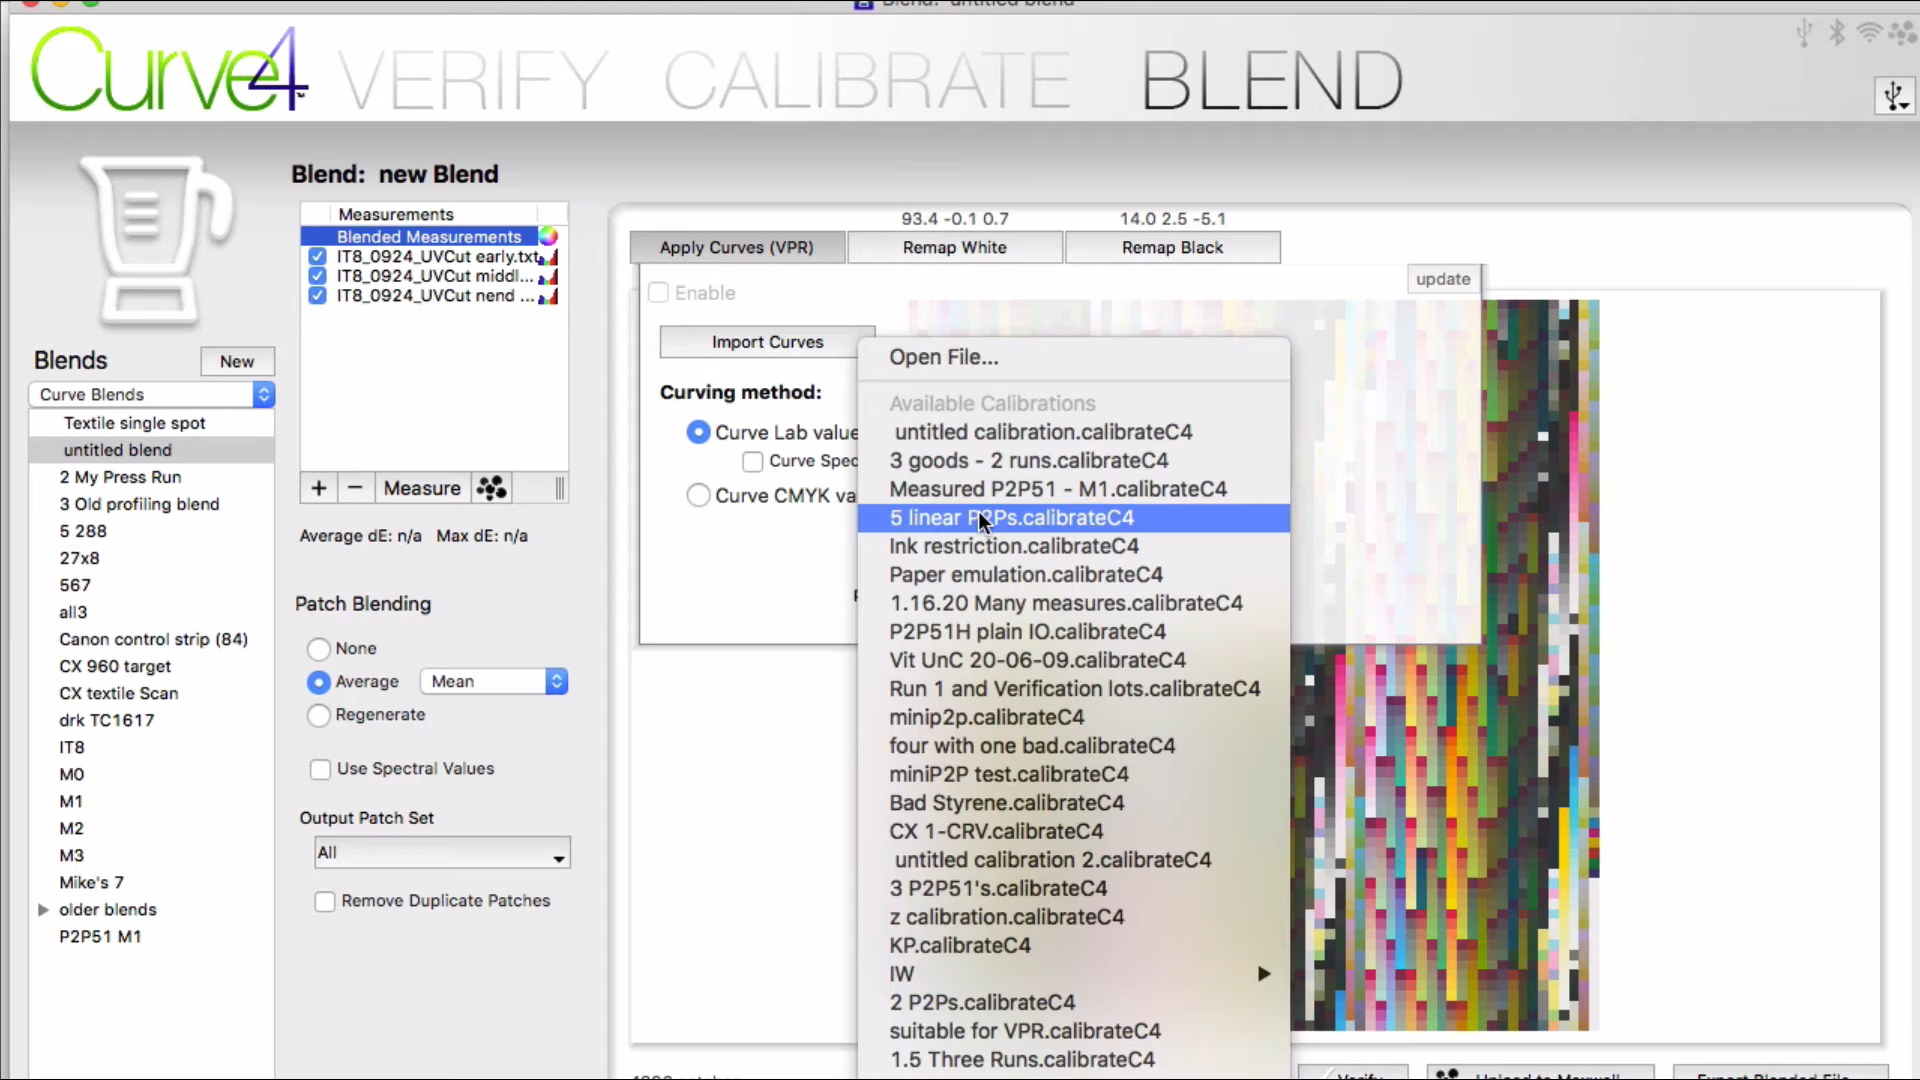 Blend: untitled blend
Curve4 VERIFY CALIBRATE BLEND
Blend: new Blend
Measurements
Blended Measurements
IT8_0924_UVCut early.txt
IT8_0924_UVCut middl...
IT8_0924_UVCut nend ...
+ − Measure
Average dE: n/a Max dE: n/a
Blends
New
Curve Blends
Textile single spot
untitled blend
2 My Press Run
3 Old profiling blend
5 288
27x8
567
all3
Canon control strip (84)
CX 960 target
CX textile Scan
drk TC1617
IT8
M0
M1
M2
M3
Mike's 7
older blends
P2P51 M1
Patch Blending
None
Average Mean
Regenerate
Use Spectral Values
Output Patch Set
All
Remove Duplicate Patches
93.4 -0.1 0.7
14.0 2.5 -5.1
Apply Curves (VPR)
Remap White
Remap Black
Enable
update
Import Curves
Curving method:
Curve Lab value
Curve Spec
Curve CMYK va
Open File...
Available Calibrations
untitled calibration.calibrateC4
3 goods - 2 runs.calibrateC4
Measured P2P51 - M1.calibrateC4
5 linear P2Ps.calibrateC4
Ink restriction.calibrateC4
Paper emulation.calibrateC4
1.16.20 Many measures.calibrateC4
P2P51H plain IO.calibrateC4
Vit UnC 20-06-09.calibrateC4
Run 1 and Verification lots.calibrateC4
minip2p.calibrateC4
four with one bad.calibrateC4
miniP2P test.calibrateC4
Bad Styrene.calibrateC4
CX 1-CRV.calibrateC4
untitled calibration 2.calibrateC4
3 P2P51's.calibrateC4
z calibration.calibrateC4
KP.calibrateC4
IW
2 P2Ps.calibrateC4
suitable for VPR.calibrateC4
1.5 Three Runs.calibrateC4
Verify
Upload to Maxwell
Export Blended File